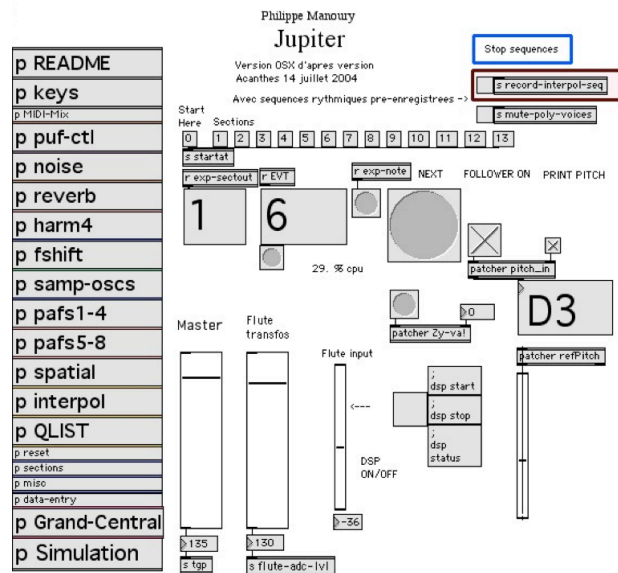 Philippe Manoury
Jupiter
Version OSX d'apres version
Acanthes 14 juillet 2004
Avec sequences rythmiques pre-enregistrees ->
Stop sequences
s record-interpol-seq
s mute-poly-voices
p README
p keys
p MIDI-Mix
p puf-ctl
p noise
p reverb
p harm4
p fshift
p samp-oscs
p pafs1-4
p pafs5-8
p spatial
p interpol
p QLIST
p reset
p sections
p misc
p data-entry
p Grand-Central
p Simulation
Start
Here
Sections
0 1 2 3 4 5 6 7 8 9 10 11 12 13
s startat
r exp-sectout
r EVT
r exp-note
NEXT
FOLLOWER ON
PRINT PITCH
1
6
29. % cpu
patcher pitch_in
D3
0
patcher Zy-va!
patcher refPitch
Master
Flute
transfos
Flute input
<---
;
dsp start
;
dsp stop
;
dsp
status
DSP
ON/OFF
135
130
-36
s tgp
s flute-adc-lvl